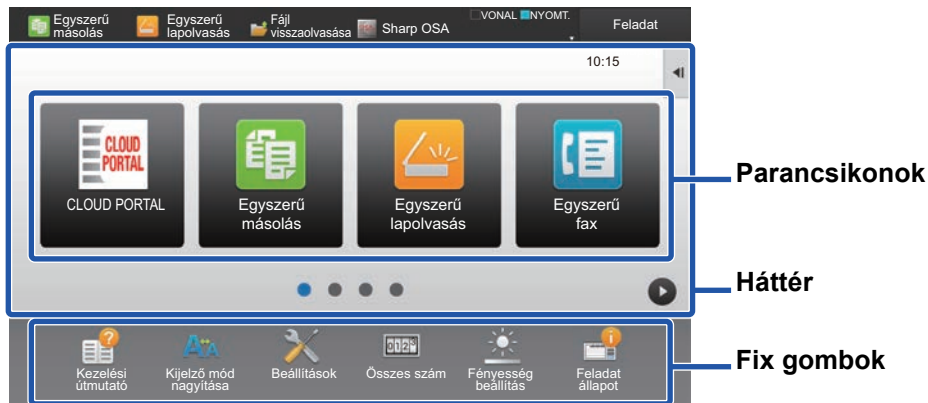 Egyszerű
másolás
Egyszerű
lapolvasás
Fájl
visszaolvasása
Sharp OSA
VONAL NYOMT.
Feladat
10:15
CLOUD
PORTAL
CLOUD PORTAL
Egyszerű
másolás
Egyszerű
lapolvasás
Egyszerű
fax
Parancsikonok
Háttér
Kezelési
útmutató
Kijelző mód
nagyítása
Beállítások
Összes szám
Fényesség
beállítás
Feladat
állapot
Fix gombok